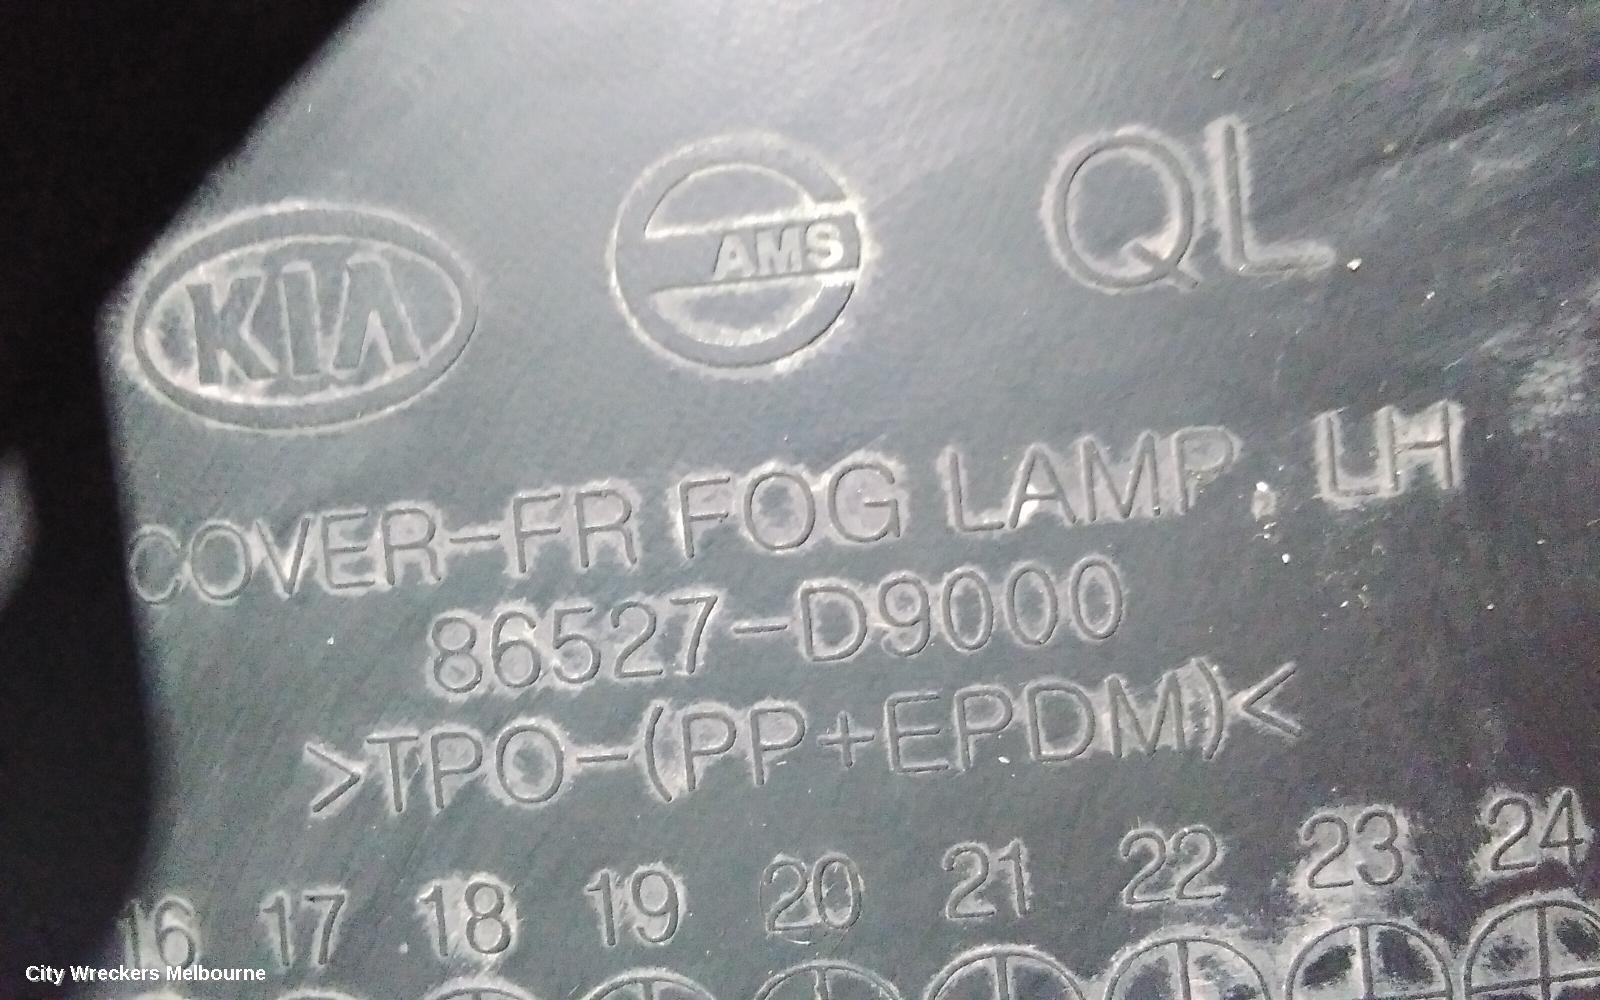 KIA
AMS
QL
COVER-FR FOG LAMP, LH
86527-D9000
>TPO-(PP+EPDM)<
16 17 18 19 20 21 22 23 24
City Wreckers Melbourne